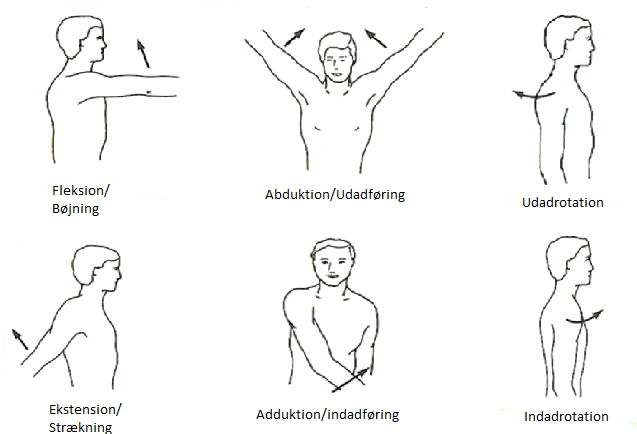 Fleksion/
Bøjning
Abduktion/Udadføring
Udadrotation
Ekstension/
Strækning
Adduktion/indadføring
Indadrotation